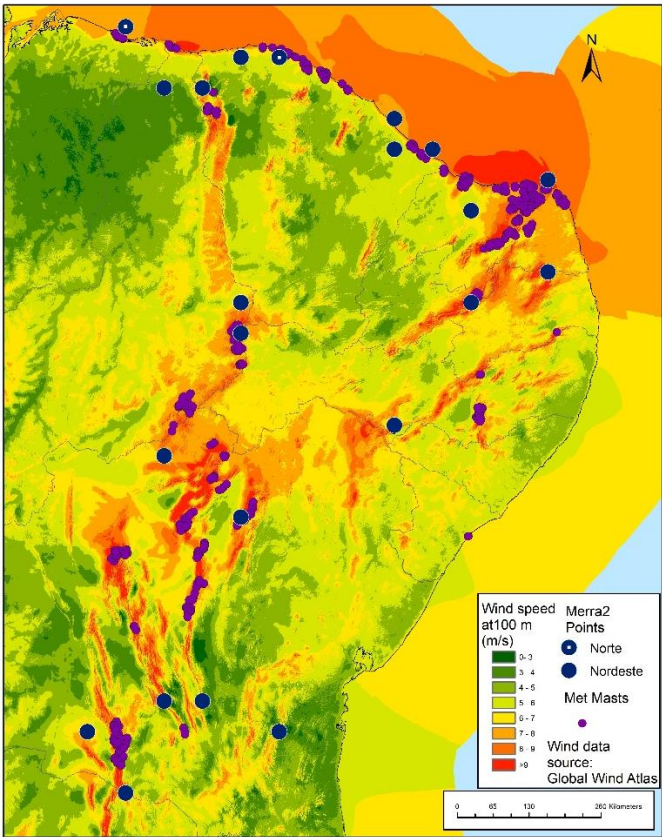 N
Wind speed
at100 m
(m/s)
0- 3
3 - 4
4 - 5
5 - 6
6 - 7
7 - 8
8 - 9
>9
Merra2
Points
Norte
Nordeste
Met Masts
Wind data
source:
Global Wind Atlas
0 65 130 260 Kilometers